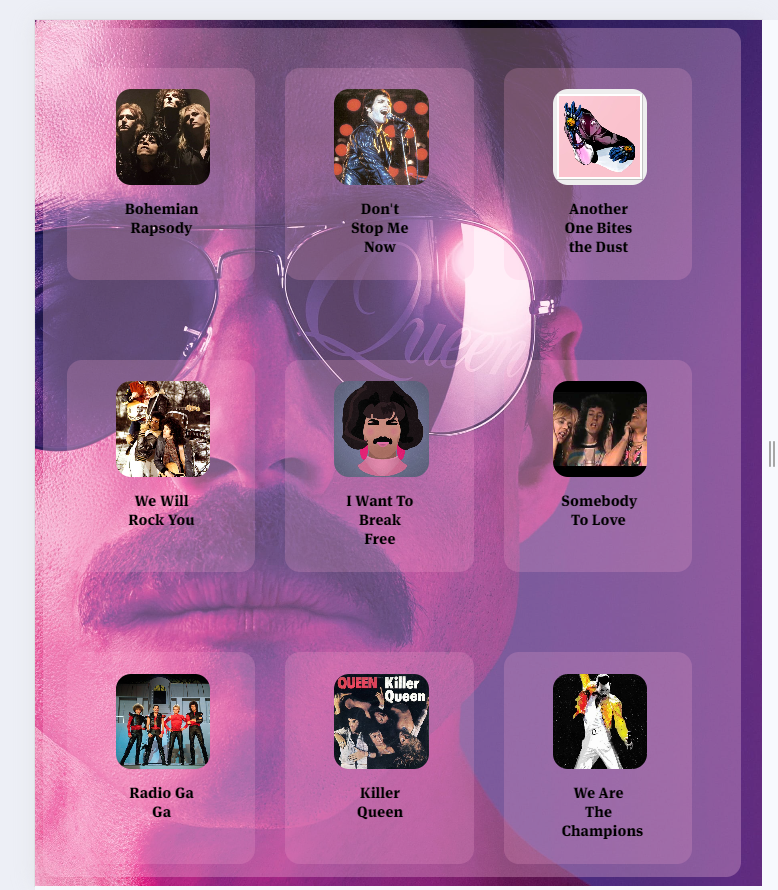 Bohemian
Rapsody
Don't
Stop Me
Now
Another
One Bites
the Dust
Queen
We Will
Rock You
I Want To
Break
Free
Somebody
To Love
QUEEN Killer
Queen
Radio Ga
Ga
Killer
Queen
We Are
The
Champions